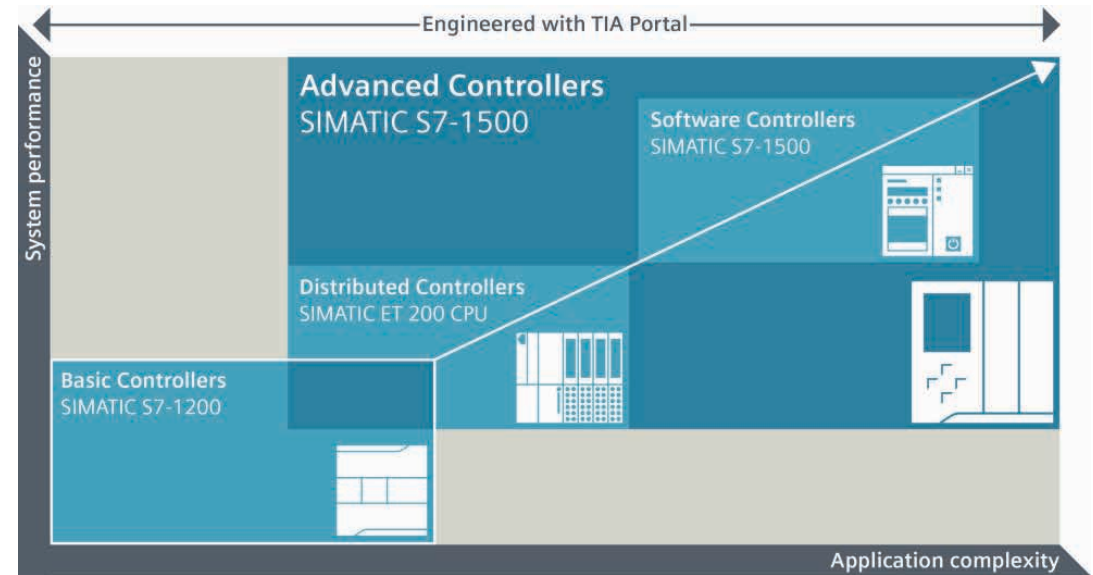 Engineered with TIA Portal
System performance
Advanced Controllers
SIMATIC S7-1500
Software Controllers
SIMATIC S7-1500
Distributed Controllers
SIMATIC ET 200 CPU
Basic Controllers
SIMATIC S7-1200
Application complexity